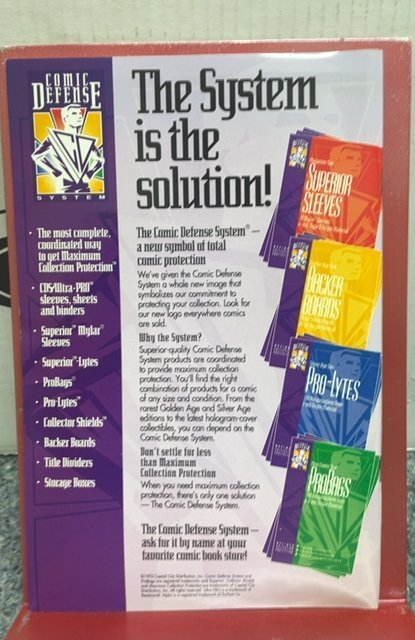 COMIC
DEFENSE
SYSTEM
The System
is the
solution!
· The most complete,
coordinated way
to get Maximum
Collection Protection™
· CDS/Ultra-PRO®
sleeves, sheets
and binders
· Superior™ Mylar®
Sleeves
· Superior™-Lytes
· ProBags™
· Pro-Lytes™
· Collector Shields™
· Backer Boards
· Title Dividers
· Storage Boxes
The Comic Defense System® —
a new symbol of total
comic protection
We've given the Comic Defense
System a whole new image that
symbolizes our commitment to
protecting your collection. Look for
our new logo everywhere comics
are sold.
Why the System?
Superior-quality Comic Defense
System products are coordinated
to provide maximum collection
protection. You'll find the right
combination of products for a comic
of any size and condition. From the
rarest Golden Age and Silver Age
editions to the latest hologram-cover
collectibles, you can depend on the
Comic Defense System.
Don't settle for less
than Maximum
Collection Protection
When you need maximum collection
protection, there's only one solution
— The Comic Defense System.
The Comic Defense System —
ask for it by name at your
favorite comic book store!
SUPERIOR
SLEEVES
BACKER
BOARDS
PRO-LYTES
PROBAGS